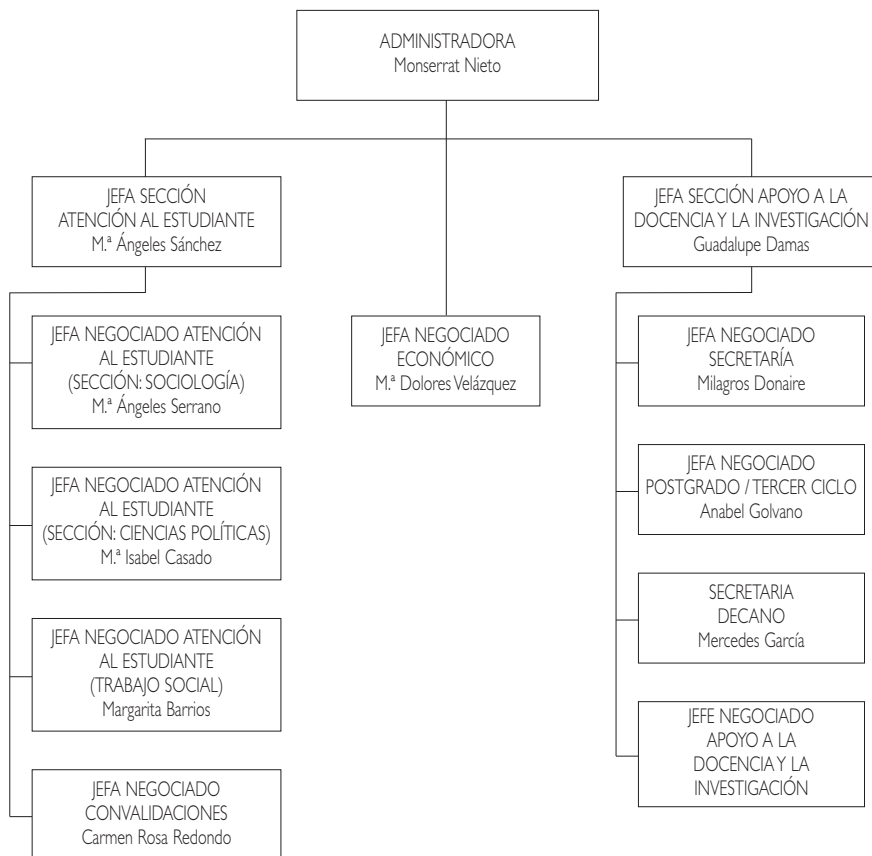 ADMINISTRADORA
Monserrat Nieto
JEFA SECCIÓN
ATENCIÓN AL ESTUDIANTE
M.ª Ángeles Sánchez
JEFA SECCIÓN APOYO A LA
DOCENCIA Y LA INVESTIGACIÓN
Guadalupe Damas
JEFA NEGOCIADO ATENCIÓN
AL ESTUDIANTE
(SECCIÓN: SOCIOLOGÍA)
M.ª Ángeles Serrano
JEFA NEGOCIADO
ECONÓMICO
M.ª Dolores Velázquez
JEFA NEGOCIADO
SECRETARÍA
Milagros Donaire
JEFA NEGOCIADO ATENCIÓN
AL ESTUDIANTE
(SECCIÓN: CIENCIAS POLÍTICAS)
M.ª Isabel Casado
JEFA NEGOCIADO
POSTGRADO / TERCER CICLO
Anabel Golvano
JEFA NEGOCIADO ATENCIÓN
AL ESTUDIANTE
(TRABAJO SOCIAL)
Margarita Barrios
SECRETARIA
DECANO
Mercedes García
JEFA NEGOCIADO
CONVALIDACIONES
Carmen Rosa Redondo
JEFE NEGOCIADO
APOYO A LA
DOCENCIA Y LA
INVESTIGACIÓN